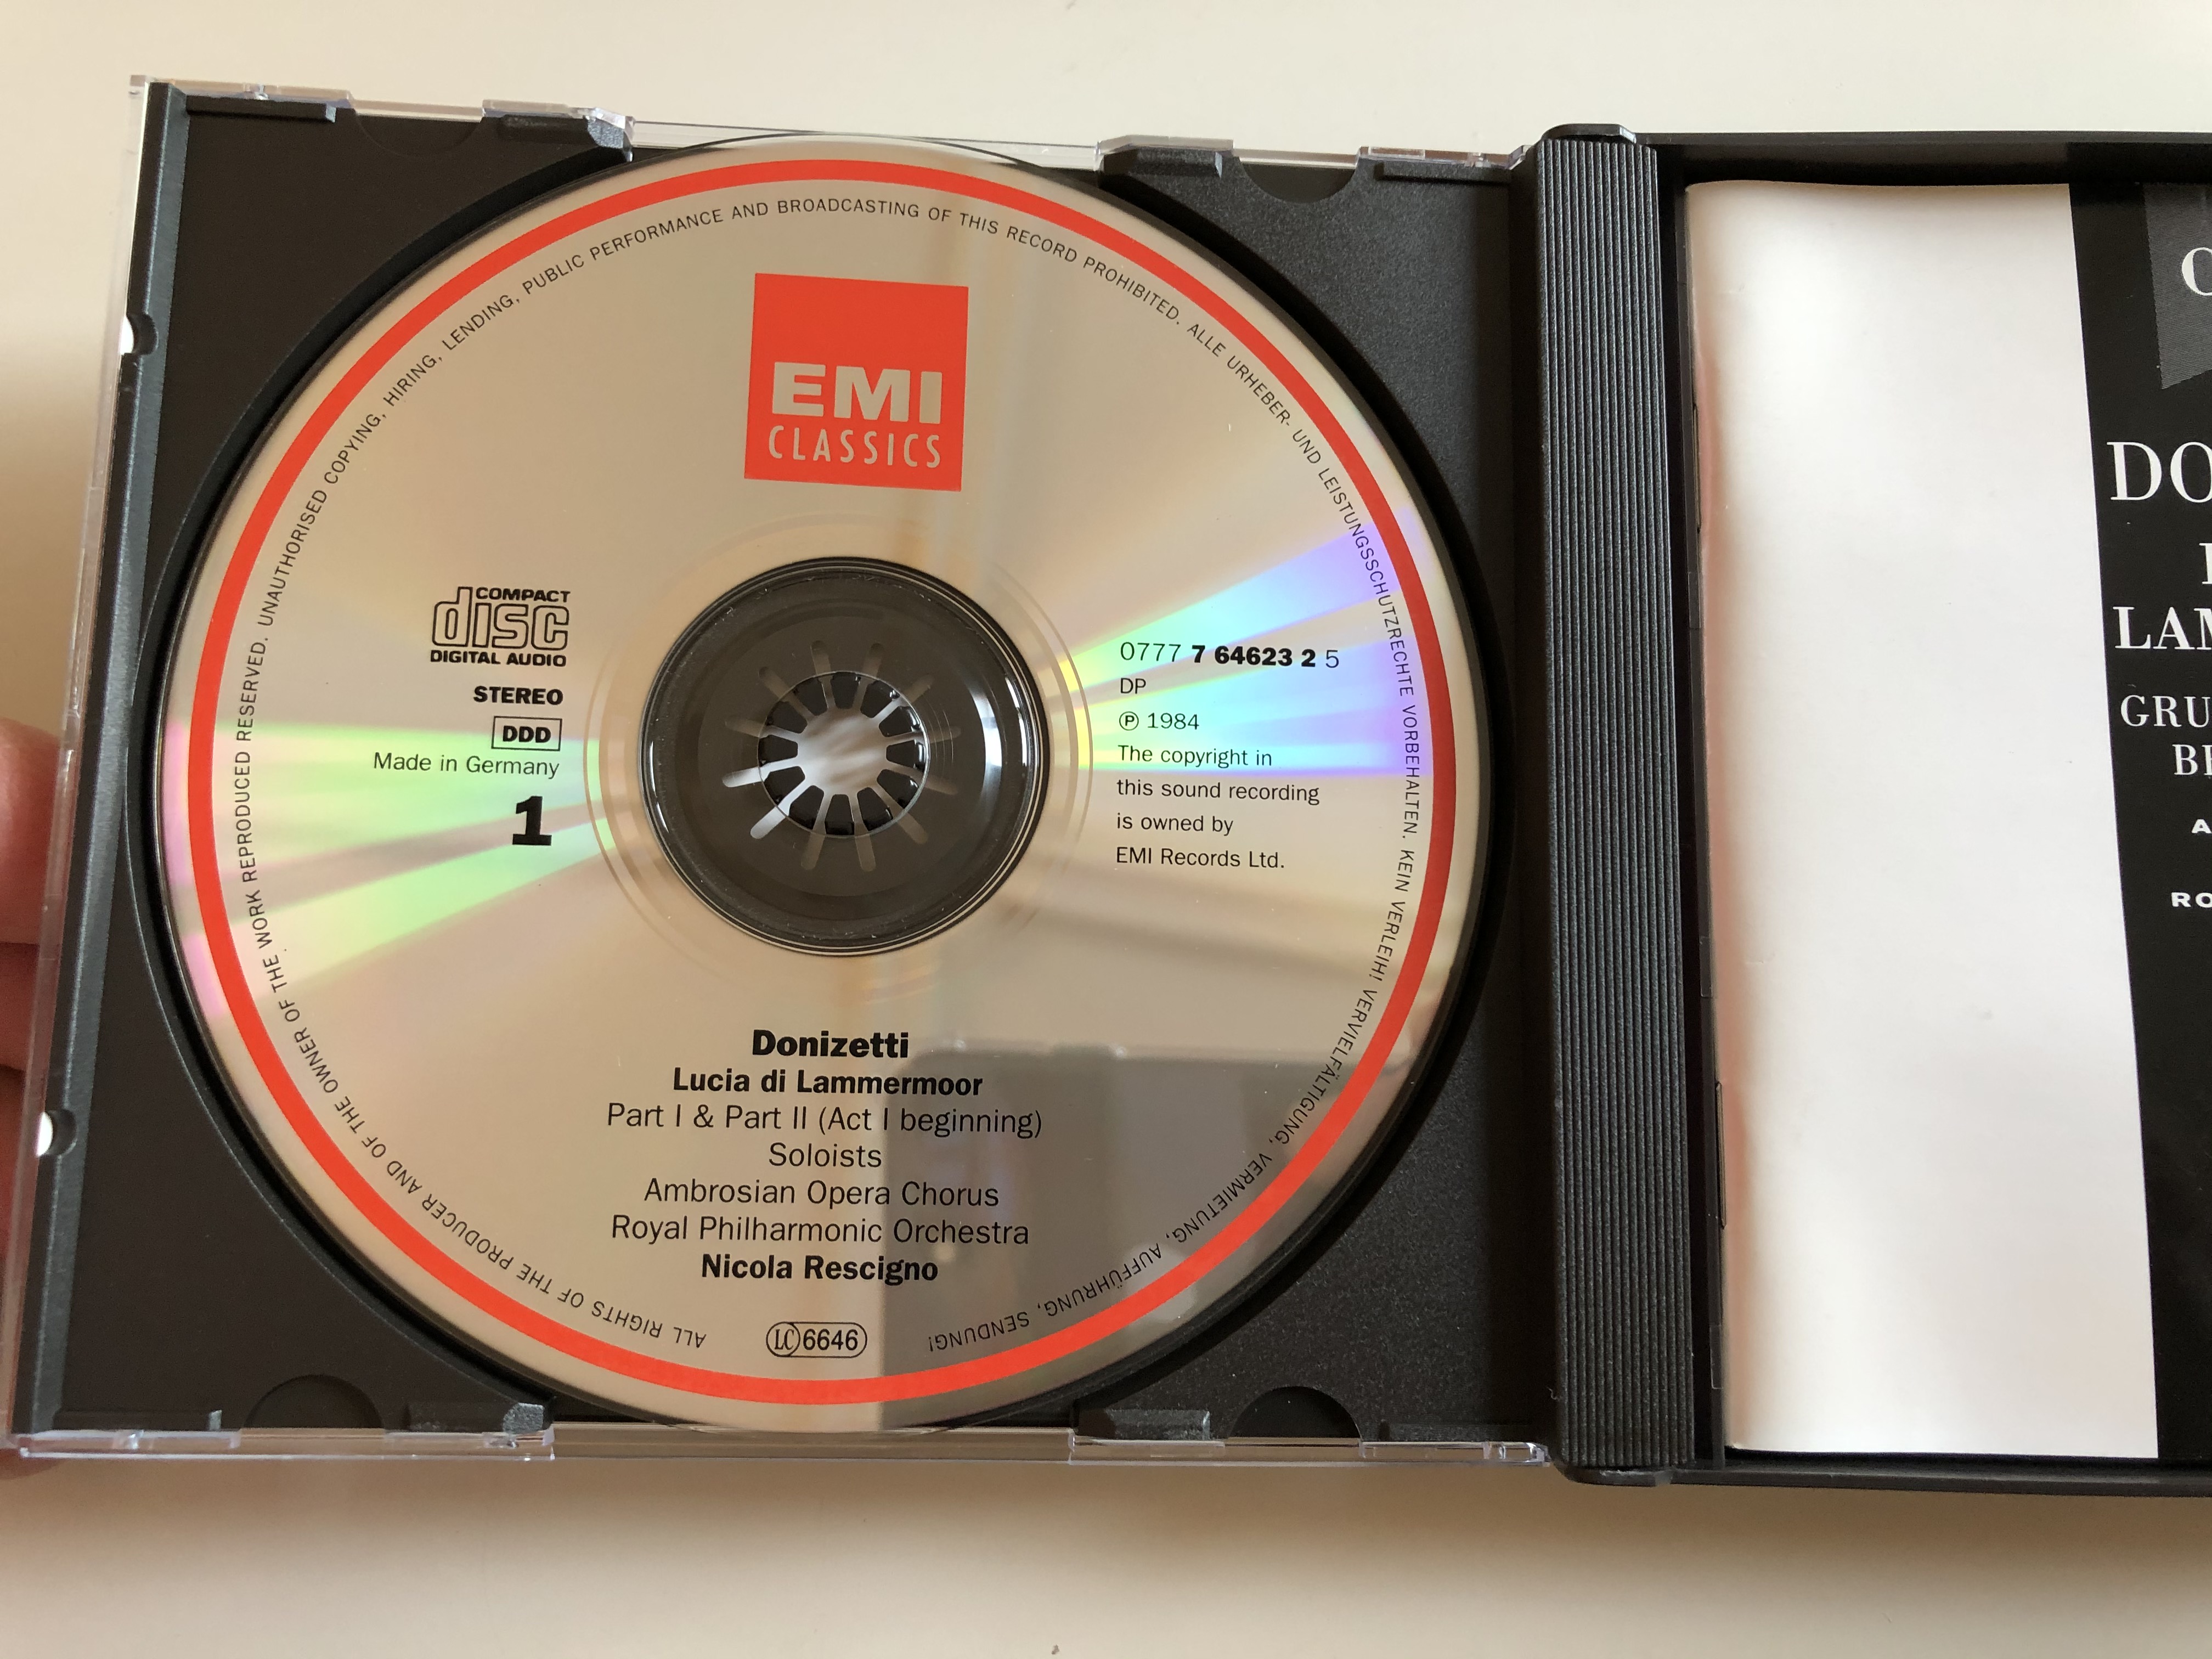 ALL RIGHTS OF THE PRODUCER AND OF THE OWNER OF THE WORK REPRODUCED RESERVED. UNAUTHORISED COPYING, HIRING, LENDING, PUBLIC PERFORMANCE AND BROADCASTING OF THIS RECORD PROHIBITED. ALLE URHEBER- UND LEISTUNGSSCHUTZRECHTE VORBEHALTEN. KEIN VERLEIH! VERVIELFÄLTIGUNG, VERMIETUNG, AUFFÜHRUNG, SENDUNG!
EMI
CLASSICS
COMPACT
disc
DIGITAL AUDIO
STEREO
DDD
Made in Germany
1
0777 7 64623 2 5
DP
Ⓟ 1984
The copyright in
this sound recording
is owned by
EMI Records Ltd.
Donizetti
Lucia di Lammermoor
Part I & Part II (Act I beginning)
Soloists
Ambrosian Opera Chorus
Royal Philharmonic Orchestra
Nicola Rescigno
LC 6646
DO
LAM
GRU
A
RO